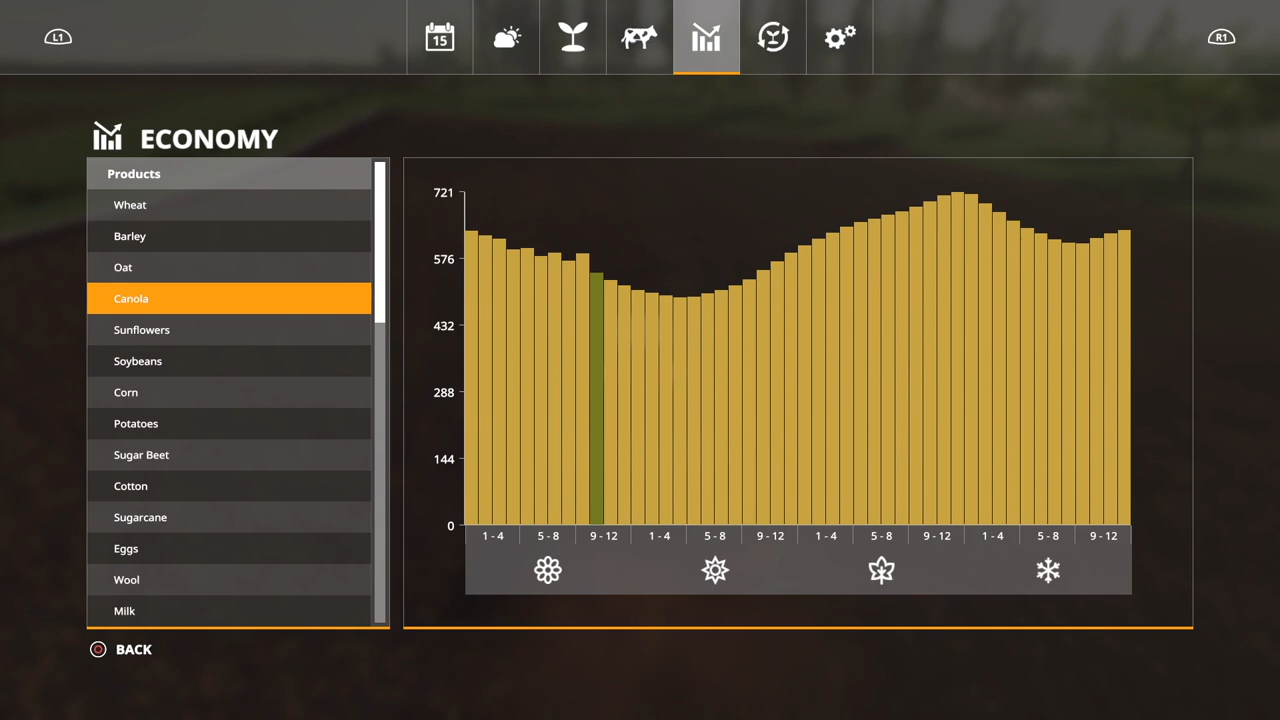 L1
15
R1
ECONOMY
Products
Wheat
Barley
Oat
Canola
Sunflowers
Soybeans
Corn
Potatoes
Sugar Beet
Cotton
Sugarcane
Eggs
Wool
Milk
721
576
432
288
144
0
1 - 4 5 - 8 9 - 12 1 - 4 5 - 8 9 - 12 1 - 4 5 - 8 9 - 12 1 - 4 5 - 8 9 - 12
BACK